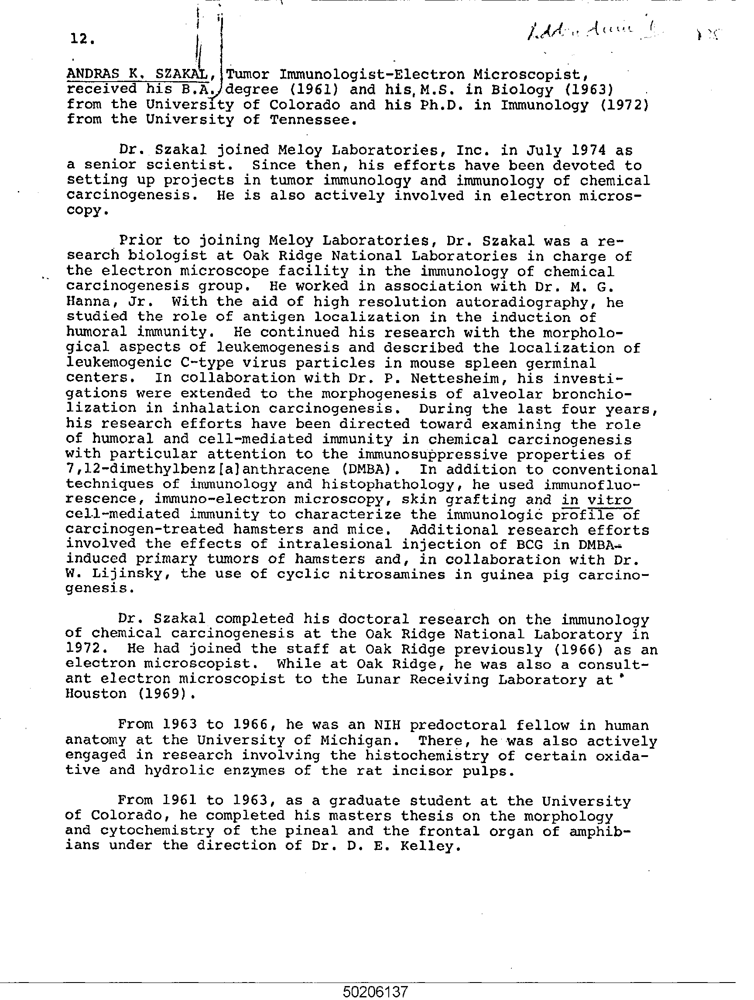 12.
Addendum
ANDRAS K. SZAKAL, Tumor Immunologist-Electron Microscopist,
received his B.A. degree (1961) and his M.S. in Biology (1963)
from the University of Colorado and his Ph.D. in Immunology (1972)
from the University of Tennessee.
Dr. Szakal joined Meloy Laboratories, Inc. in July 1974 as
a senior scientist. Since then, his efforts have been devoted to
setting up projects in tumor immunology and immunology of chemical
carcinogenesis. He is also actively involved in electron micros-
copy.
Prior to joining Meloy Laboratories, Dr. Szakal was a re-
search biologist at Oak Ridge National Laboratories in charge of
the electron microscope facility in the immunology of chemical
carcinogenesis group. He worked in association with Dr. M. G.
Hanna, Jr. With the aid of high resolution autoradiography, he
studied the role of antigen localization in the induction of
humoral immunity. He continued his research with the morpholo-
gical aspects of leukemogenesis and described the localization of
leukemogenic C-type virus particles in mouse spleen germinal
centers. In collaboration with Dr. P. Nettesheim, his investi-
gations were extended to the morphogenesis of alveolar bronchio-
lization in inhalation carcinogenesis. During the last four years,
his research efforts have been directed toward examining the role
of humoral and cell-mediated immunity in chemical carcinogenesis
with particular attention to the immunosuppressive properties of
7,12-dimethylbenz[a]anthracene (DMBA). In addition to conventional
techniques of immunology and histophathology, he used immunofluo-
rescence, immuno-electron microscopy, skin grafting and in vitro
cell-mediated immunity to characterize the immunologic profile of
carcinogen-treated hamsters and mice. Additional research efforts
involved the effects of intralesional injection of BCG in DMBA-
induced primary tumors of hamsters and, in collaboration with Dr.
W. Lijinsky, the use of cyclic nitrosamines in guinea pig carcino-
genesis.
Dr. Szakal completed his doctoral research on the immunology
of chemical carcinogenesis at the Oak Ridge National Laboratory in
1972. He had joined the staff at Oak Ridge previously (1966) as an
electron microscopist. While at Oak Ridge, he was also a consult-
ant electron microscopist to the Lunar Receiving Laboratory at
Houston (1969).
From 1963 to 1966, he was an NIH predoctoral fellow in human
anatomy at the University of Michigan. There, he was also actively
engaged in research involving the histochemistry of certain oxida-
tive and hydrolic enzymes of the rat incisor pulps.
From 1961 to 1963, as a graduate student at the University
of Colorado, he completed his masters thesis on the morphology
and cytochemistry of the pineal and the frontal organ of amphib-
ians under the direction of Dr. D. E. Kelley.
50206137